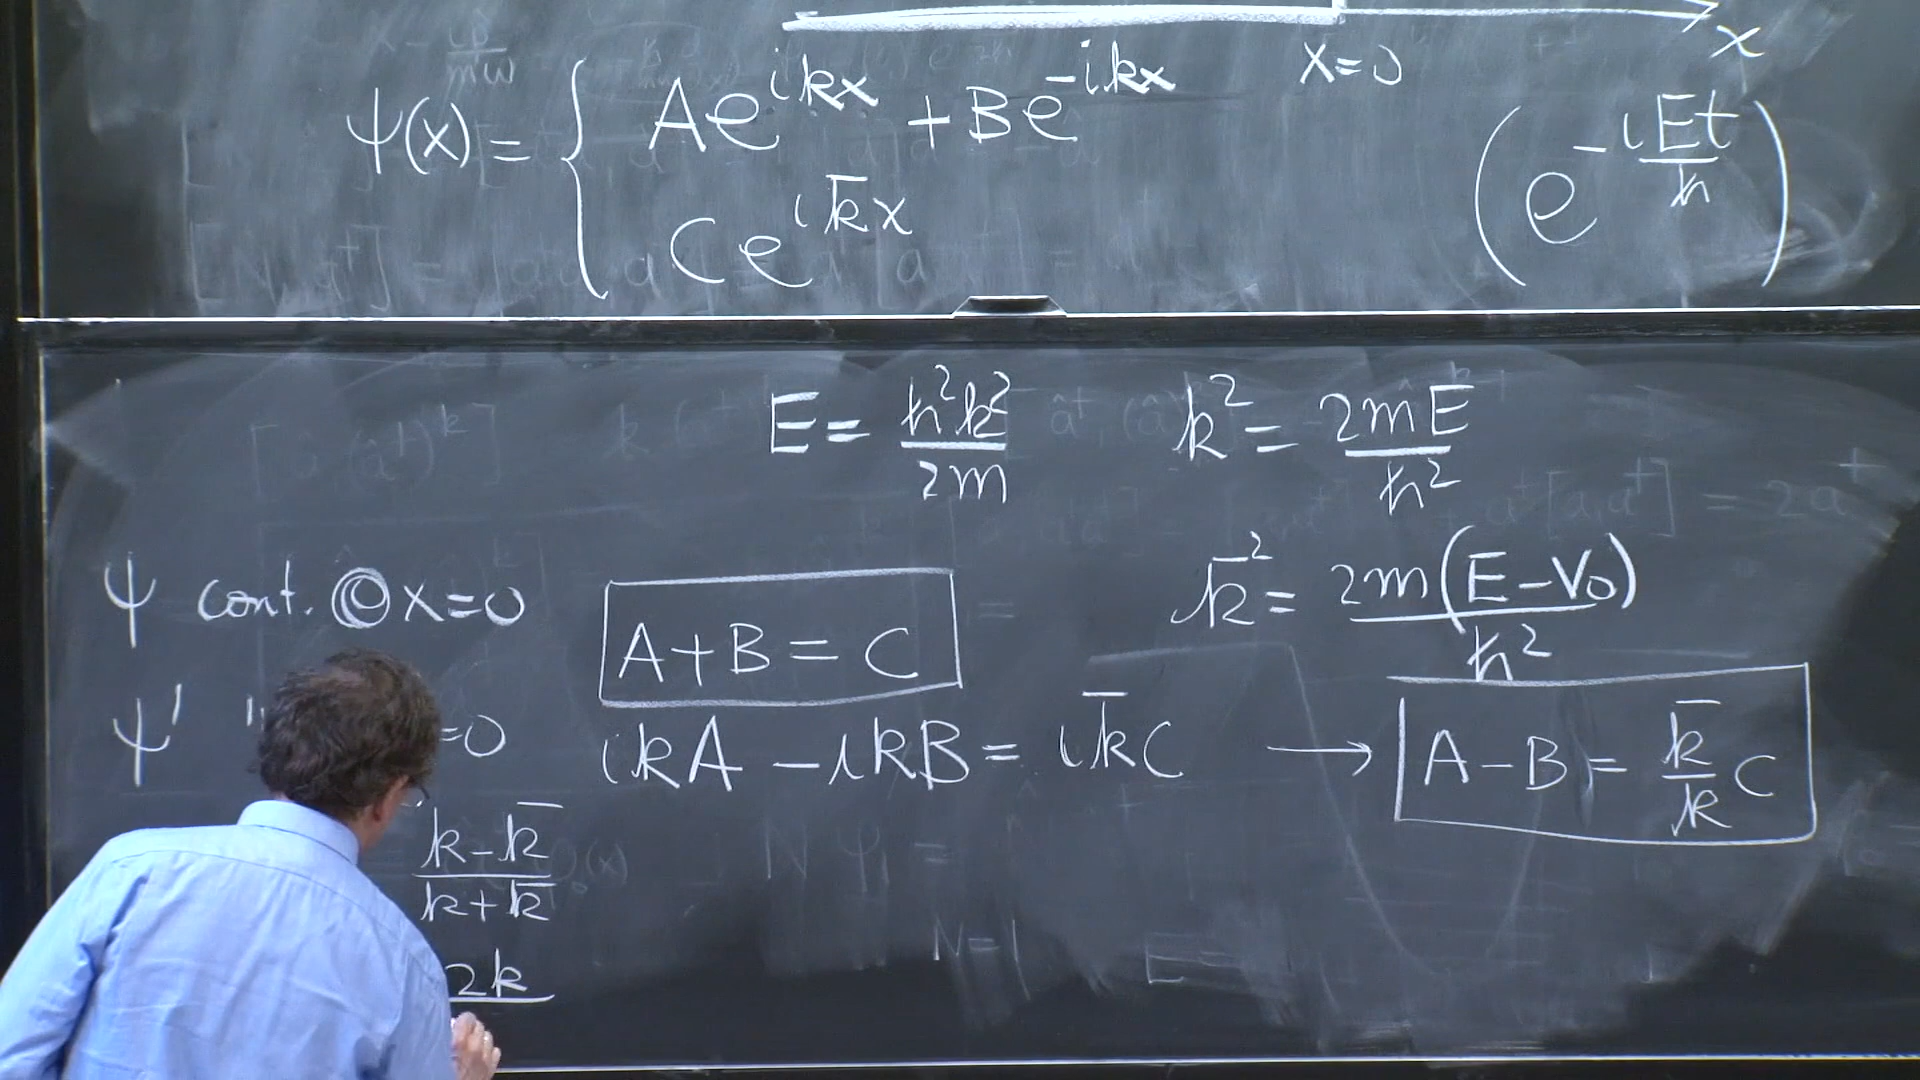 x
x=0
ψ(x) = { Ae^{ikx} + Be^{-ikx}
Ce^{ik̄x}
(e^{-iEt/ħ})
E = ħ²k²/2m k² = 2mE/ħ²
k̄² = 2m(E-V₀)/ħ²
ψ cont. @ x=0 A+B = C
ψ' " =0 ikA - ikB = ik̄C → A-B = k̄/k C
k-k̄/k+k̄
2k